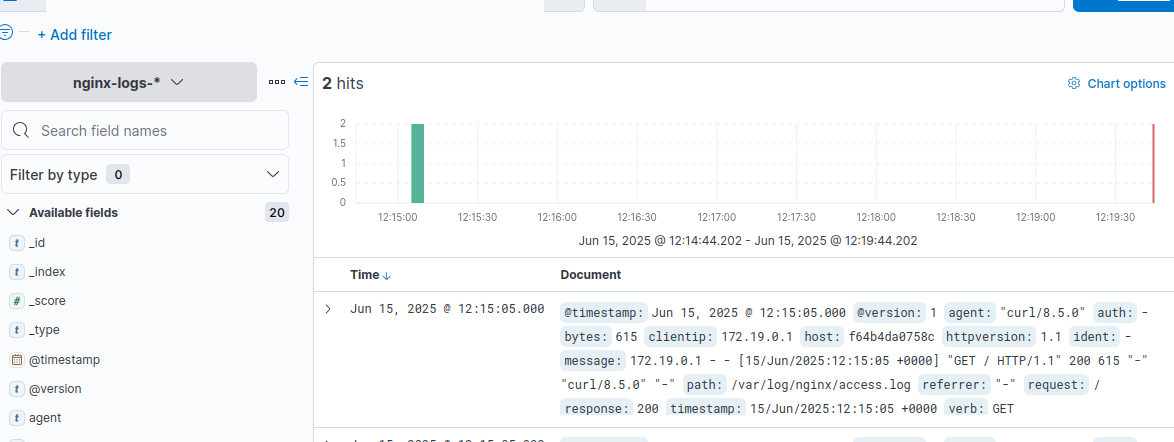 + Add filter
nginx-logs-*
Search field names
Filter by type 0
Available fields 20
t _id
t _index
# _score
t _type
@timestamp
t @version
t agent
2 hits
Chart options
2
1.5
1
0.5
0
12:15:00 12:15:30 12:16:00 12:16:30 12:17:00 12:17:30 12:18:00 12:18:30 12:19:00 12:19:30
Jun 15, 2025 @ 12:14:44.202 - Jun 15, 2025 @ 12:19:44.202
Time Document
Jun 15, 2025 @ 12:15:05.000
@timestamp: Jun 15, 2025 @ 12:15:05.000 @version: 1 agent: "curl/8.5.0" auth: -
bytes: 615 clientip: 172.19.0.1 host: f64b4da0758c httpversion: 1.1 ident: -
message: 172.19.0.1 - - [15/Jun/2025:12:15:05 +0000] "GET / HTTP/1.1" 200 615 "-"
"curl/8.5.0" "-" path: /var/log/nginx/access.log referrer: "-" request: /
response: 200 timestamp: 15/Jun/2025:12:15:05 +0000 verb: GET